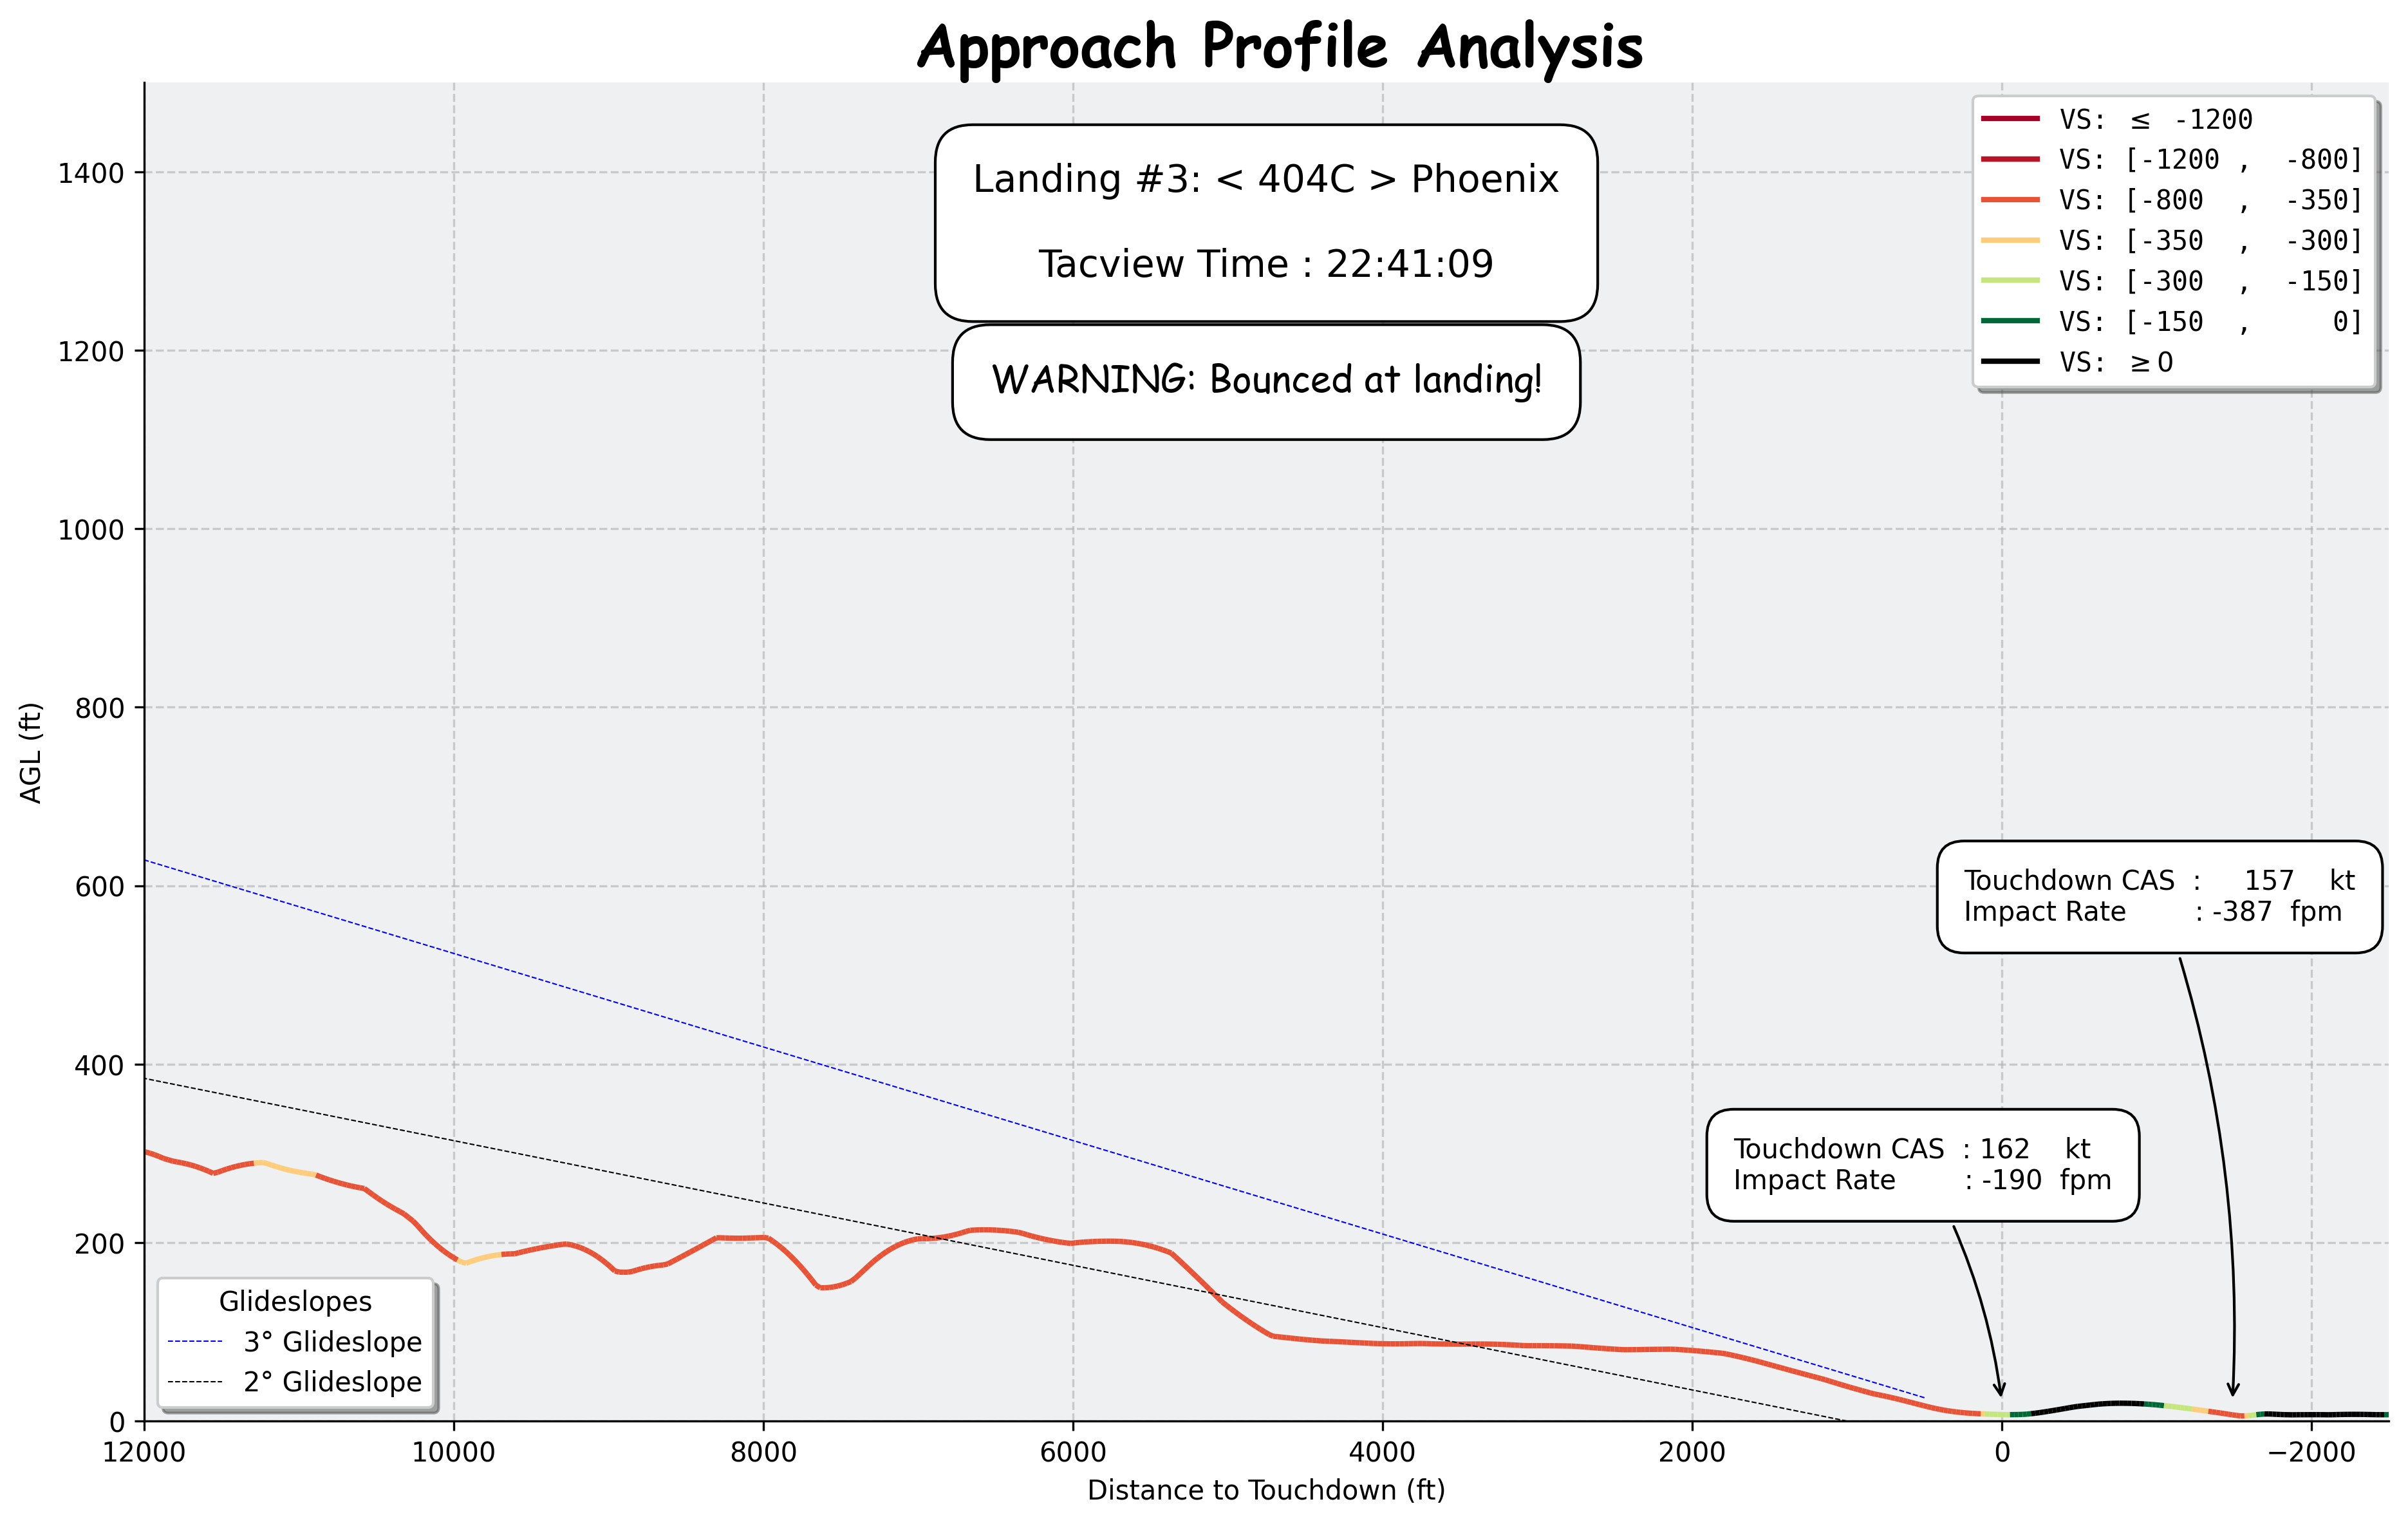 Approach Profile Analysis
Landing #3: < 404C > Phoenix
Tacview Time : 22:41:09
WARNING: Bounced at landing!
VS: ≤ -1200
VS: [-1200 , -800]
VS: [-800 , -350]
VS: [-350 , -300]
VS: [-300 , -150]
VS: [-150 , 0]
VS: ≥0
1400
1200
1000
800
600
400
200
0
AGL (ft)
Touchdown CAS : 157 kt
Impact Rate : -387 fpm
Touchdown CAS : 162 kt
Impact Rate : -190 fpm
Glideslopes
3° Glideslope
2° Glideslope
12000 10000 8000 6000 4000 2000 0 −2000
Distance to Touchdown (ft)